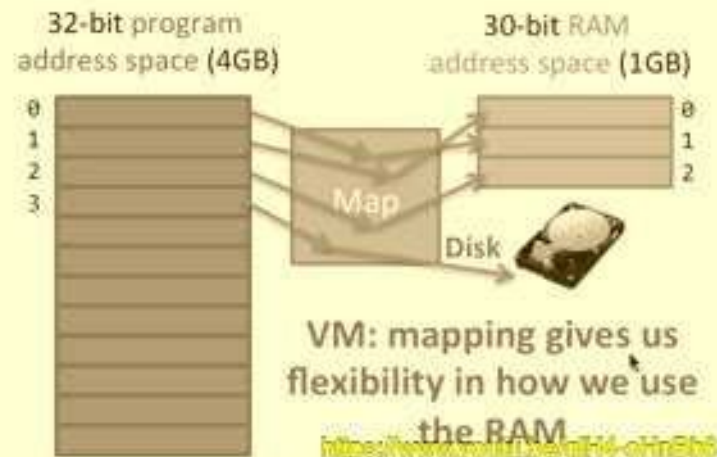 32-bit program
address space (4GB)
30-bit RAM
address space (1GB)
0
1
2
3
Map
0
1
2
Disk
VM: mapping gives us
flexibility in how we use
the RAM